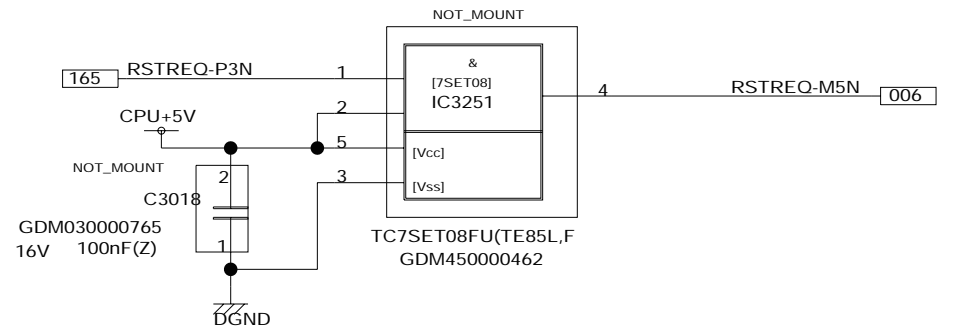 NOT_MOUNT
&
[7SET08]
IC3251
165
RSTREQ-P3N
1
2
4
RSTREQ-M5N
006
CPU+5V
5
[Vcc]
3
[Vss]
NOT_MOUNT
2
C3018
GDM030000765
16V 100nF(Z)
1
TC7SET08FU(TE85L,F
GDM450000462
DGND